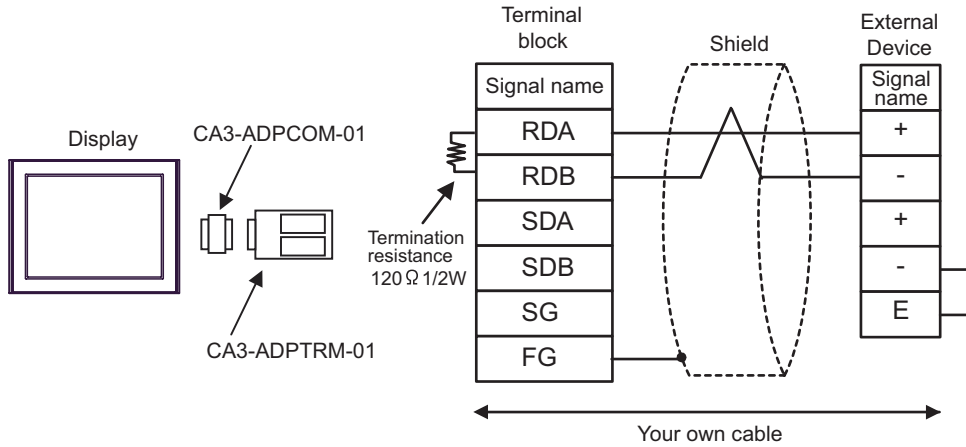 Display
CA3-ADPCOM-01
CA3-ADPTRM-01
Termination
resistance
120 Ω 1/2W
Terminal
block
Signal name
RDA
RDB
SDA
SDB
SG
FG
Shield
External
Device
Signal
name
+
-
+
-
E
Your own cable